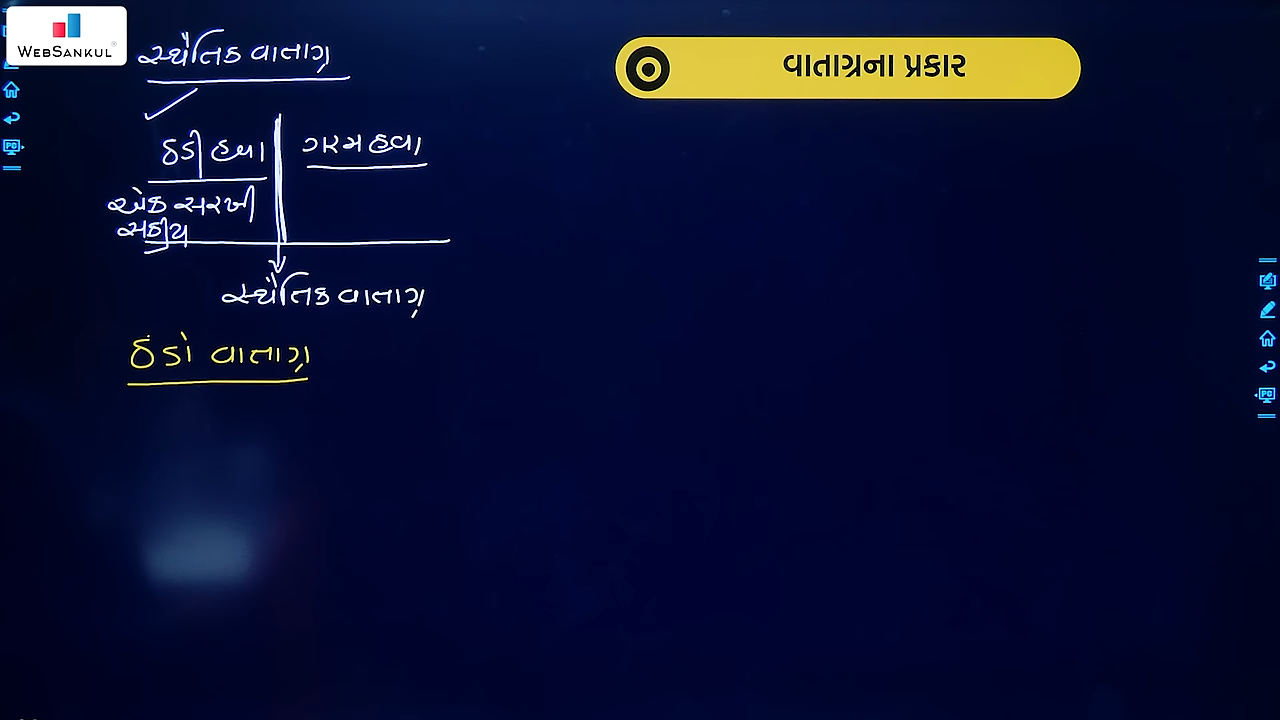 WEBSANKUL
વાતાગ્રના પ્રકાર
સ્થૈતિક વાતાગ્ર
ઠંડી હવા
ગરમ હવા
એક સરખી
સક્રીય
સ્થૈતિક વાતાગ્ર
ઠંડો વાતાગ્ર